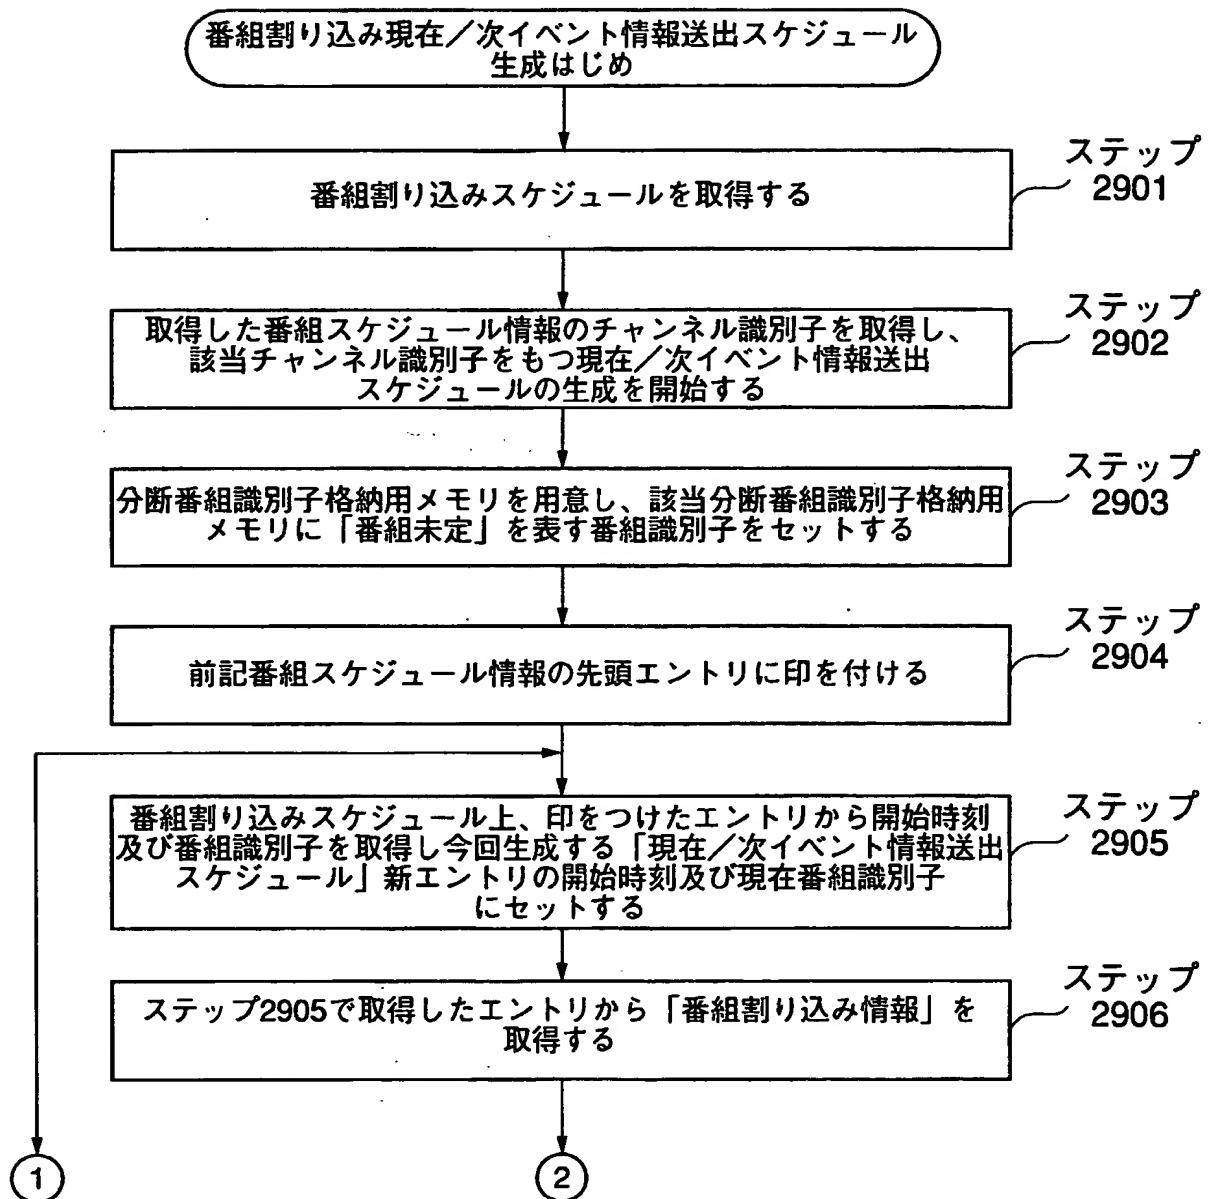 番組割り込み現在／次イベント情報送出スケジュール
生成はじめ
番組割り込みスケジュールを取得する
ステップ
2901
取得した番組スケジュール情報のチャンネル識別子を取得し、
該当チャンネル識別子をもつ現在／次イベント情報送出
スケジュールの生成を開始する
ステップ
2902
分断番組識別子格納用メモリを用意し、該当分断番組識別子格納用
メモリに「番組未定」を表す番組識別子をセットする
ステップ
2903
前記番組スケジュール情報の先頭エントリに印を付ける
ステップ
2904
番組割り込みスケジュール上、印をつけたエントリから開始時刻
及び番組識別子を取得し今回生成する「現在／次イベント情報送出
スケジュール」新エントリの開始時刻及び現在番組識別子
にセットする
ステップ
2905
ステップ2905で取得したエントリから「番組割り込み情報」を
取得する
ステップ
2906
1
2